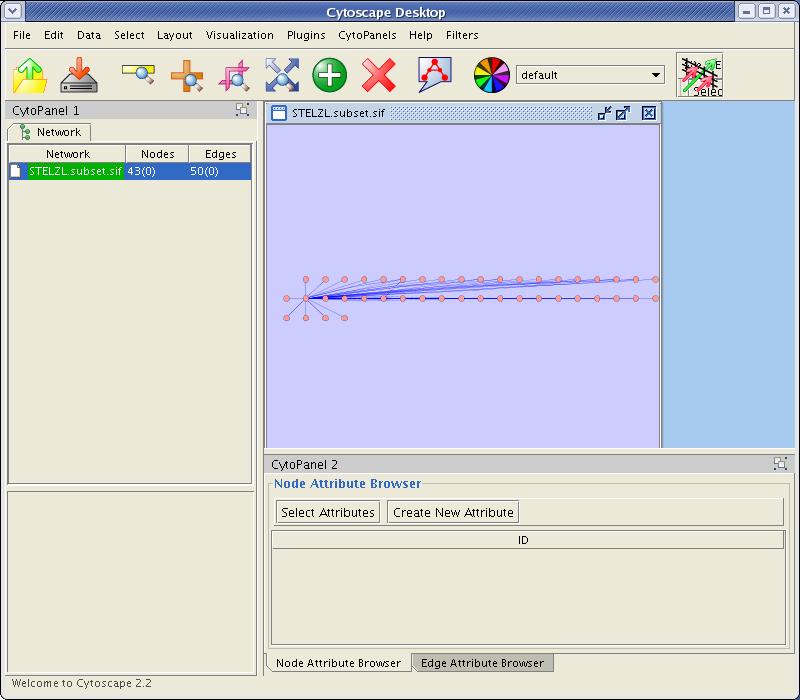 Cytoscape Desktop
File Edit Data Select Layout Visualization Plugins CytoPanels Help Filters
default
Selec
CytoPanel 1
STELZL.subset.sif
Network
Network Nodes Edges
STELZL.subset.sif 43(0) 50(0)
CytoPanel 2
Node Attribute Browser
Select Attributes Create New Attribute
ID
Node Attribute Browser Edge Attribute Browser
Welcome to Cytoscape 2.2